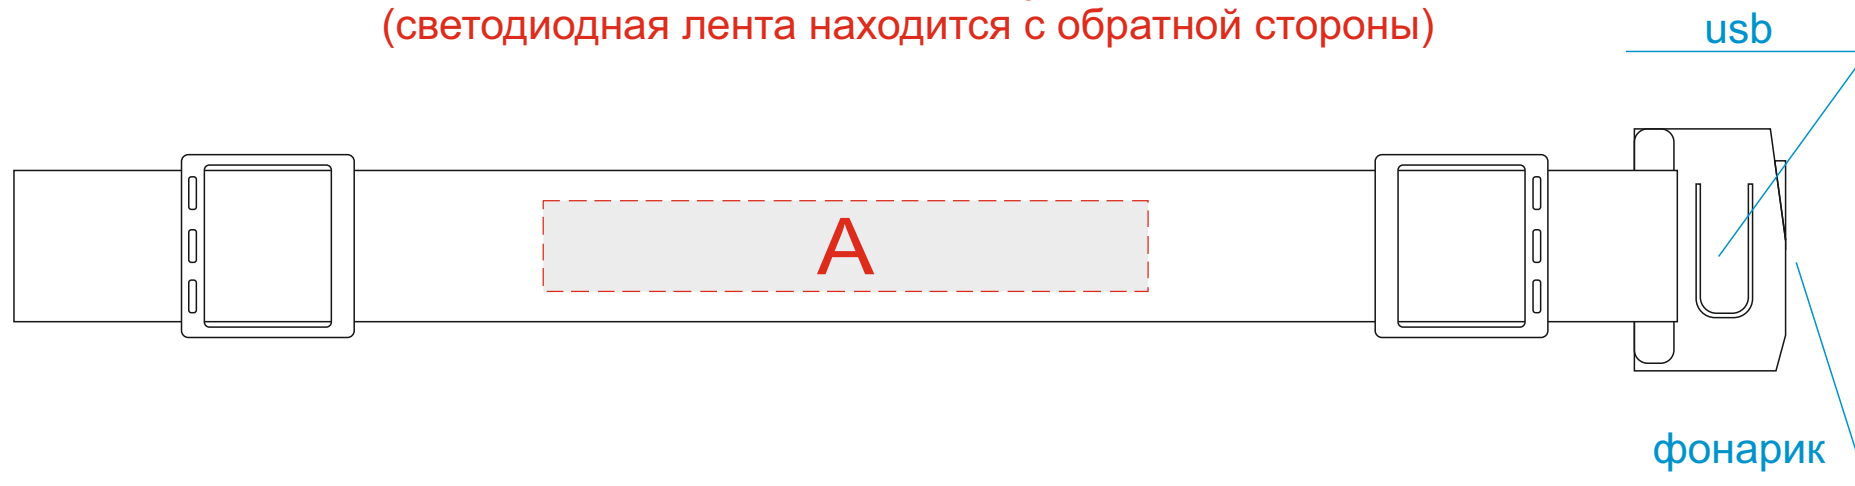 (светодиодная лента находится с обратной стороны)
usb
A
фонарик